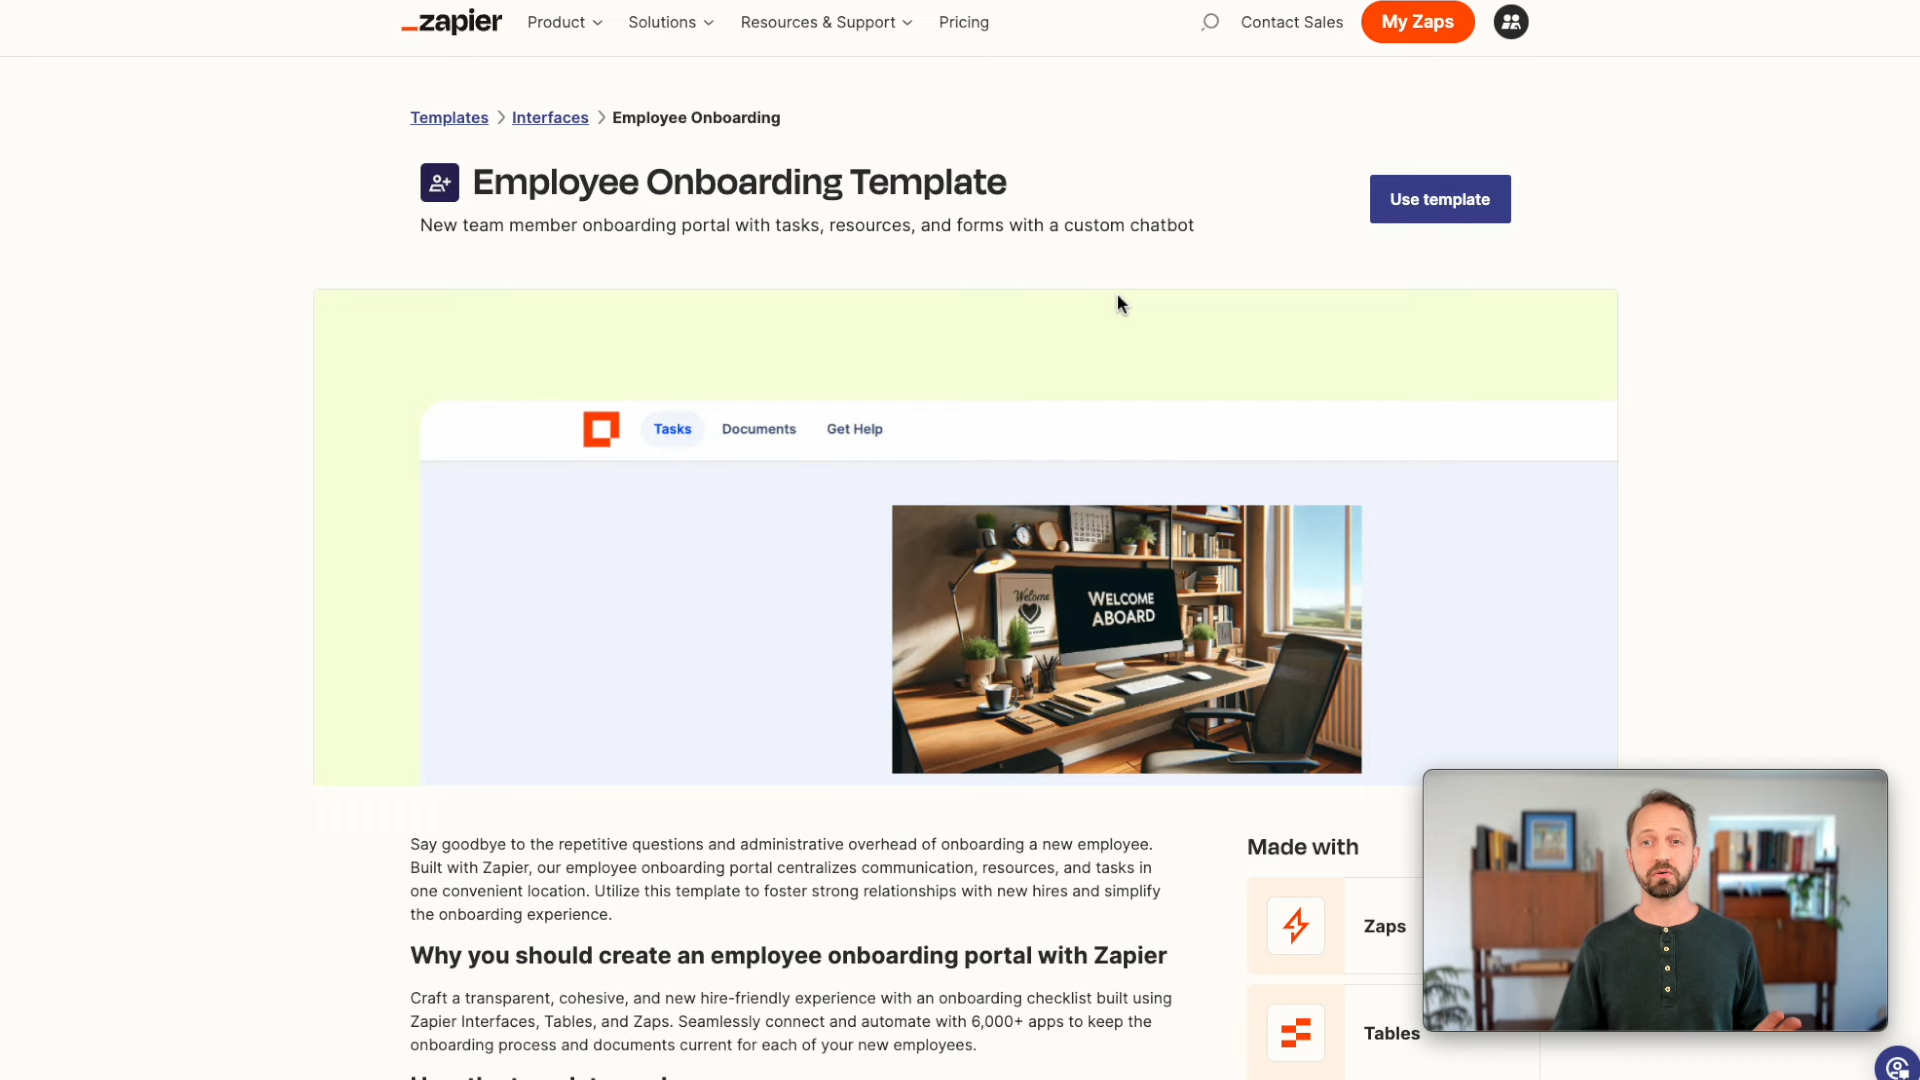 zapier
Product
Solutions
Resources & Support
Pricing
Contact Sales
My Zaps
Templates
Interfaces
Employee Onboarding
Employee Onboarding Template
New team member onboarding portal with tasks, resources, and forms with a custom chatbot
Use template
Tasks
Documents
Get Help
Welcome
WELCOME
ABOARD
Say goodbye to the repetitive questions and administrative overhead of onboarding a new employee.
Built with Zapier, our employee onboarding portal centralizes communication, resources, and tasks in
one convenient location. Utilize this template to foster strong relationships with new hires and simplify
the onboarding experience.
Made with
Zaps
Tables
Why you should create an employee onboarding portal with Zapier
Craft a transparent, cohesive, and new hire-friendly experience with an onboarding checklist built using
Zapier Interfaces, Tables, and Zaps. Seamlessly connect and automate with 6,000+ apps to keep the
onboarding process and documents current for each of your new employees.